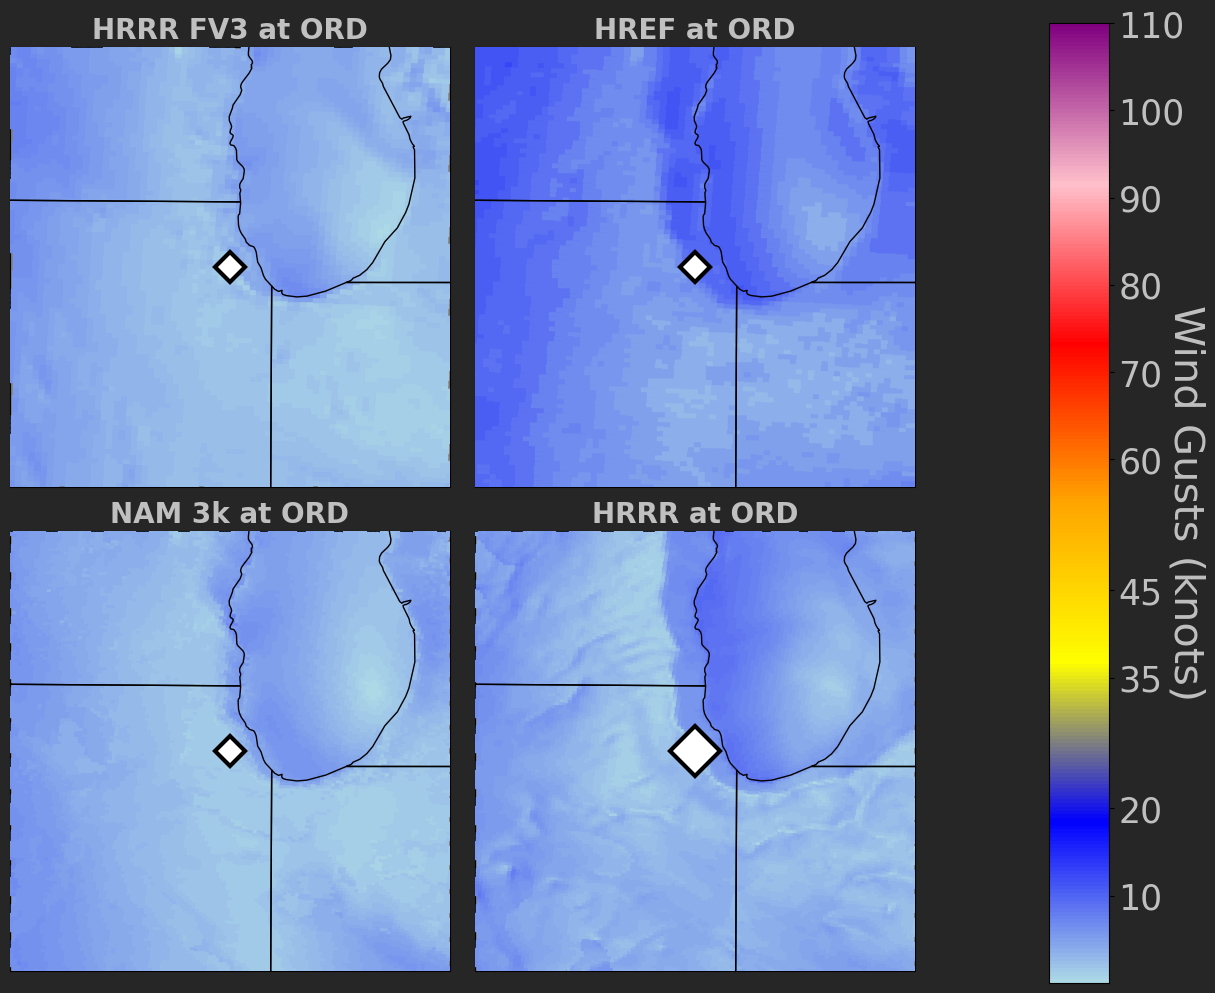 HRRR FV3 at ORD
HREF at ORD
NAM 3k at ORD
HRRR at ORD
110
100
90
80
70
60
45
35
20
10
Wind Gusts (knots)